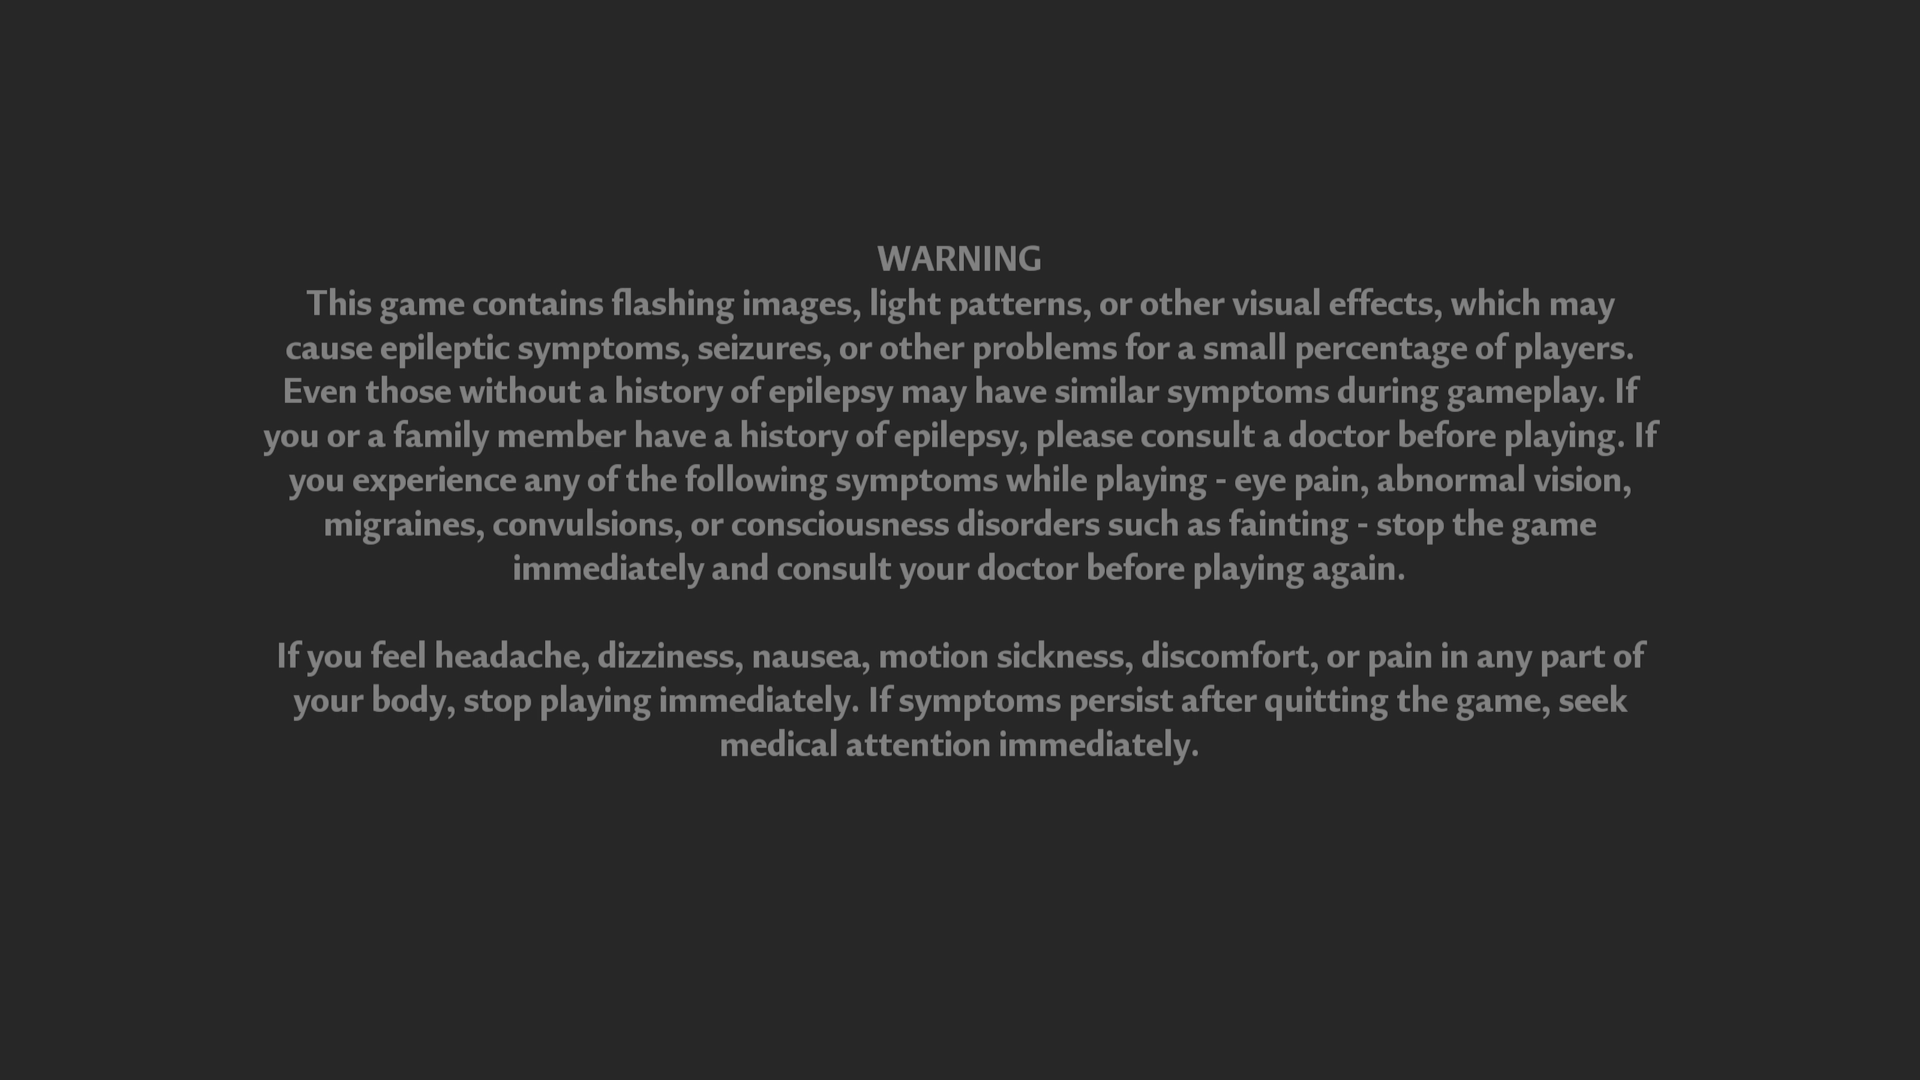 WARNING
This game contains flashing images, light patterns, or other visual effects, which may
cause epileptic symptoms, seizures, or other problems for a small percentage of players.
Even those without a history of epilepsy may have similar symptoms during gameplay. If
you or a family member have a history of epilepsy, please consult a doctor before playing. If
you experience any of the following symptoms while playing - eye pain, abnormal vision,
migraines, convulsions, or consciousness disorders such as fainting - stop the game
immediately and consult your doctor before playing again.
If you feel headache, dizziness, nausea, motion sickness, discomfort, or pain in any part of
your body, stop playing immediately. If symptoms persist after quitting the game, seek
medical attention immediately.